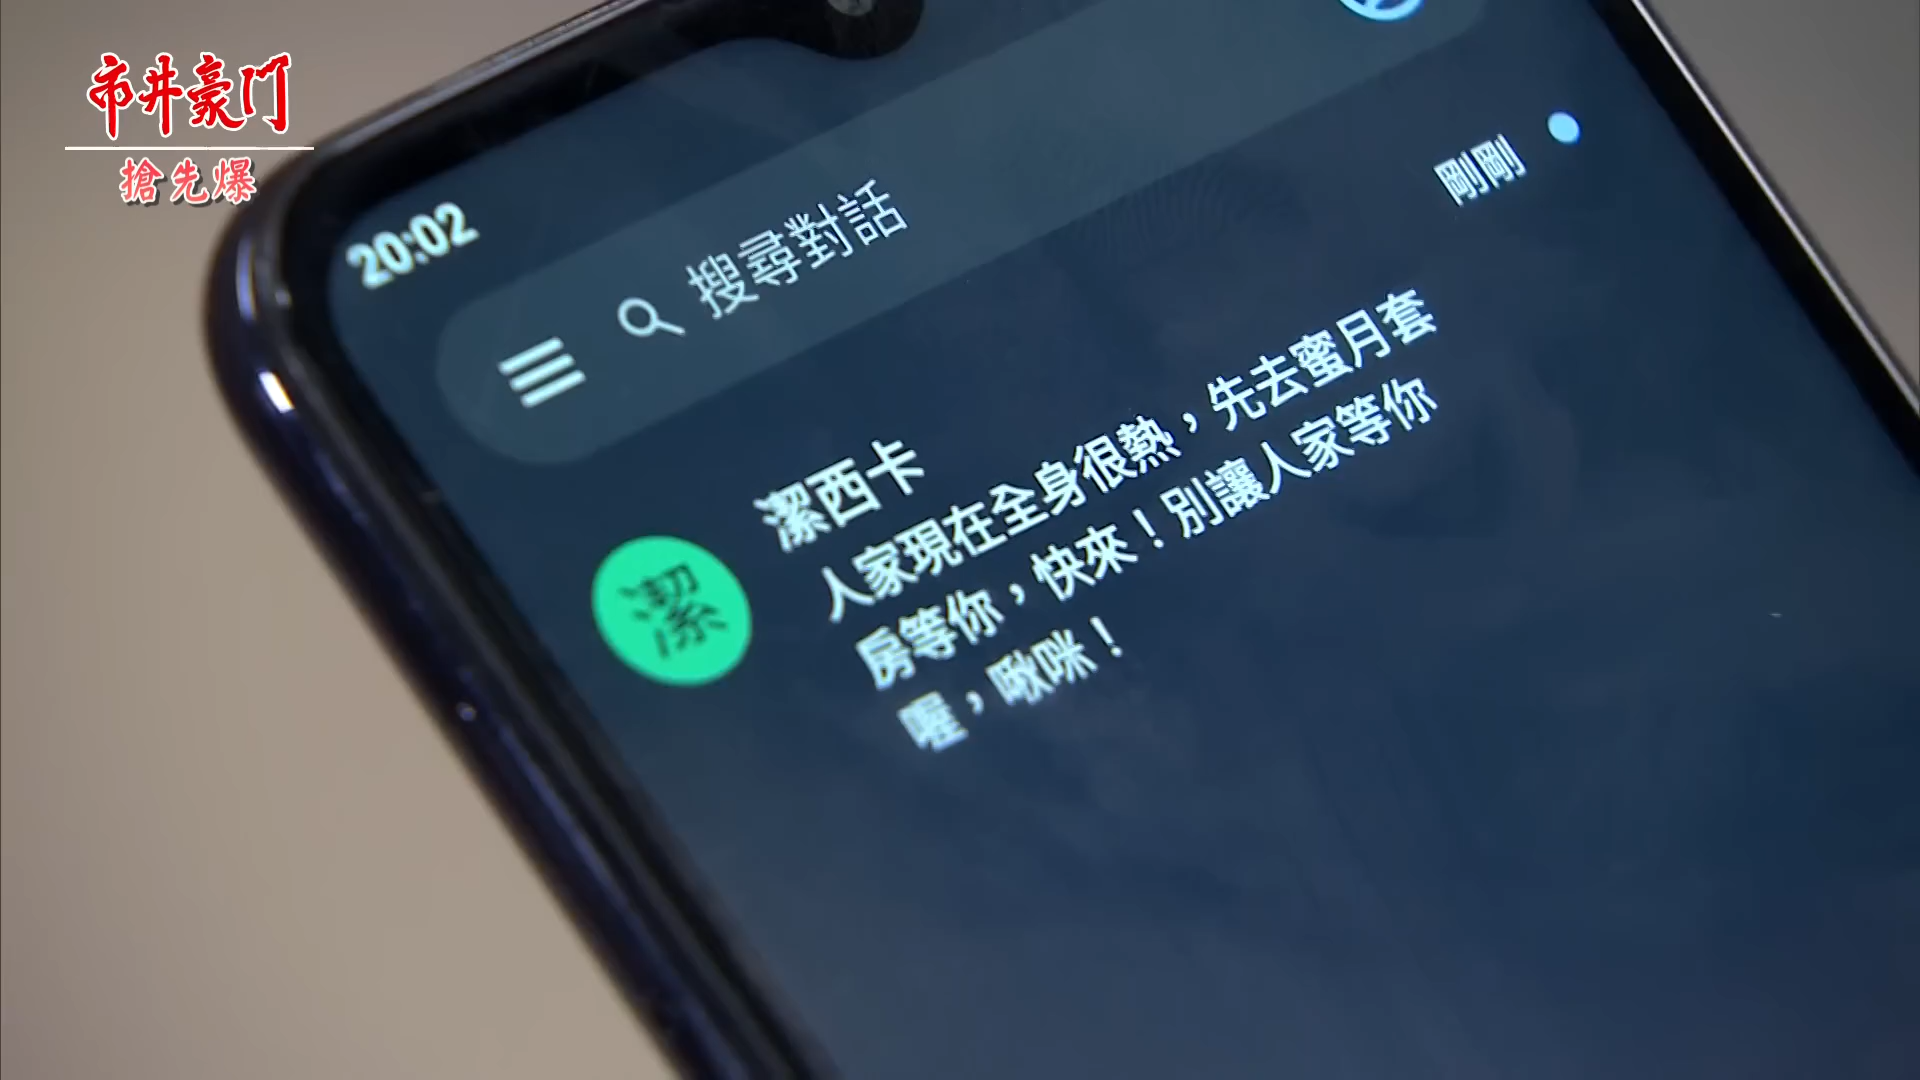 市井豪門
搶先爆
20:02
搜尋對話
剛剛
潔西卡
潔
人家現在全身很熱，先去蜜月套
房等你，快來！別讓人家等你
喔，啾咪！